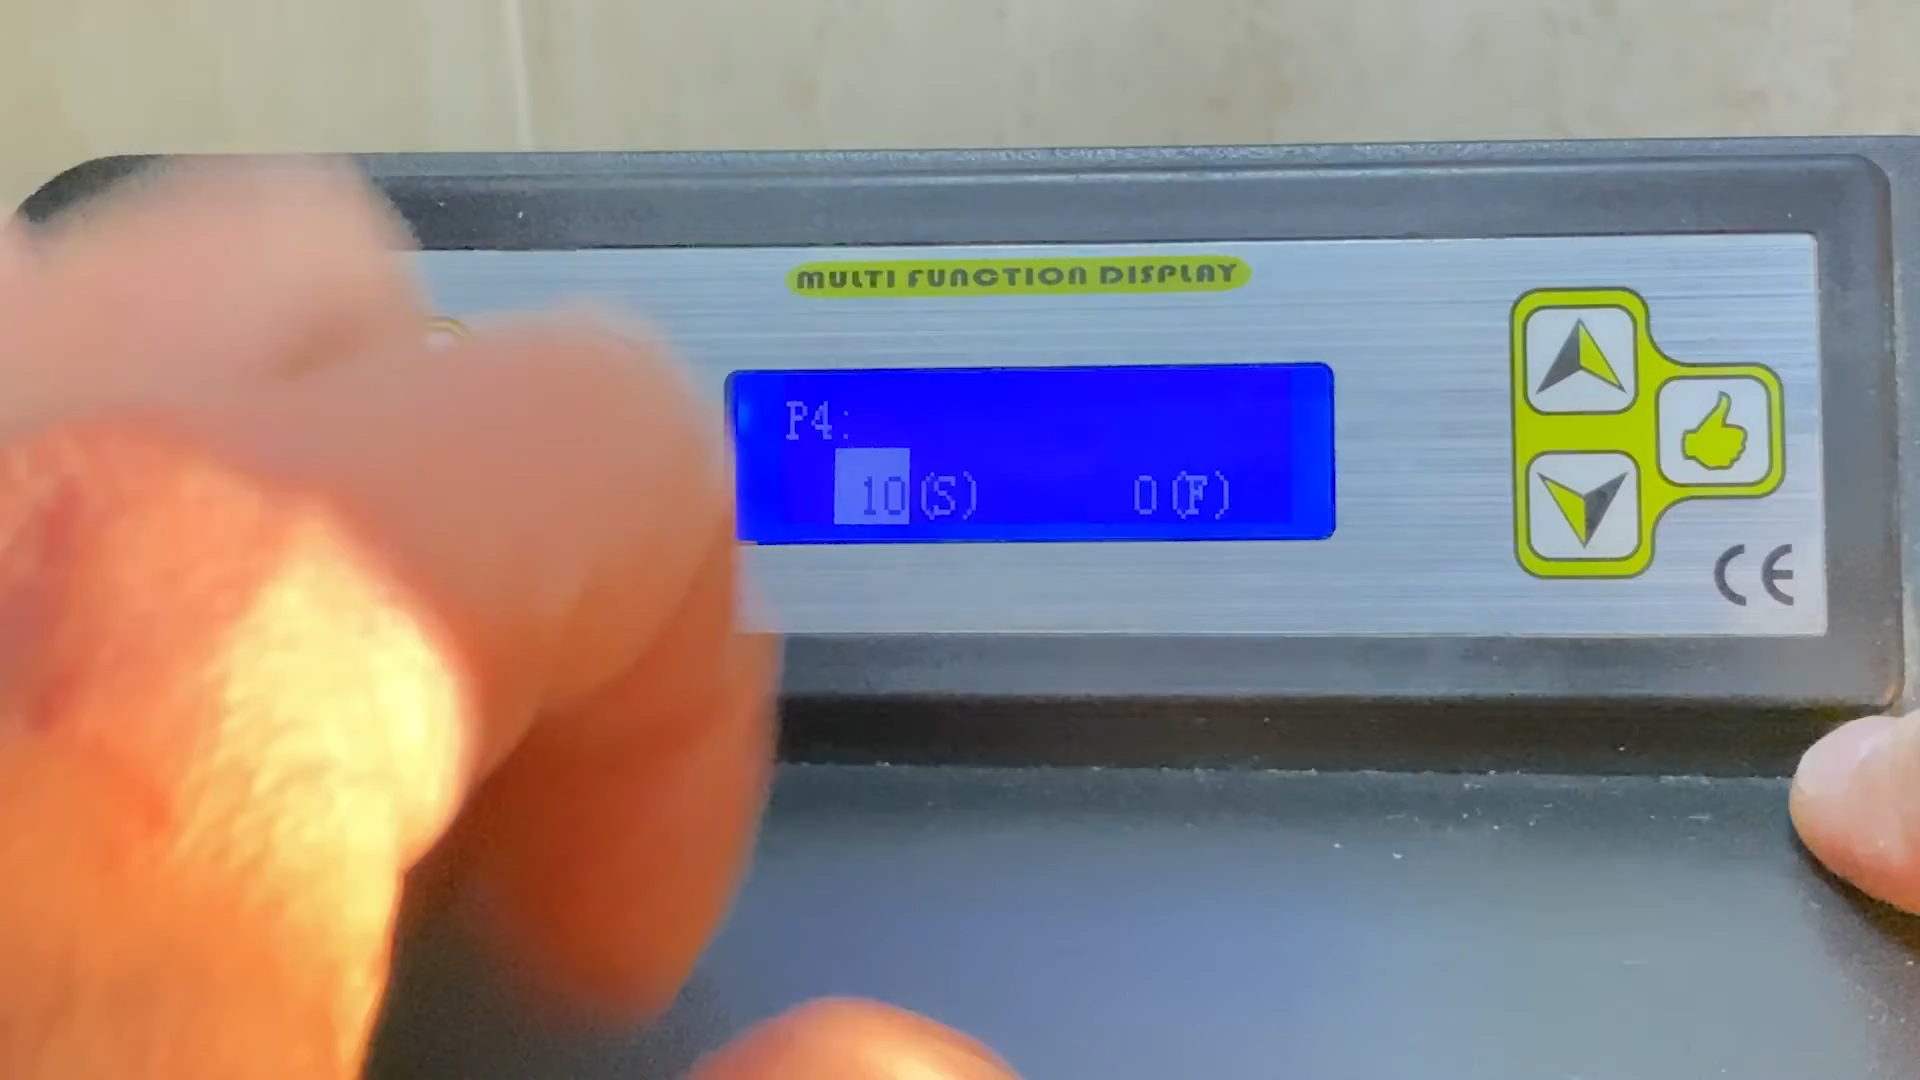 MULTI FUNCTION DISPLAY
P4:
10(S) 0(F)
CE